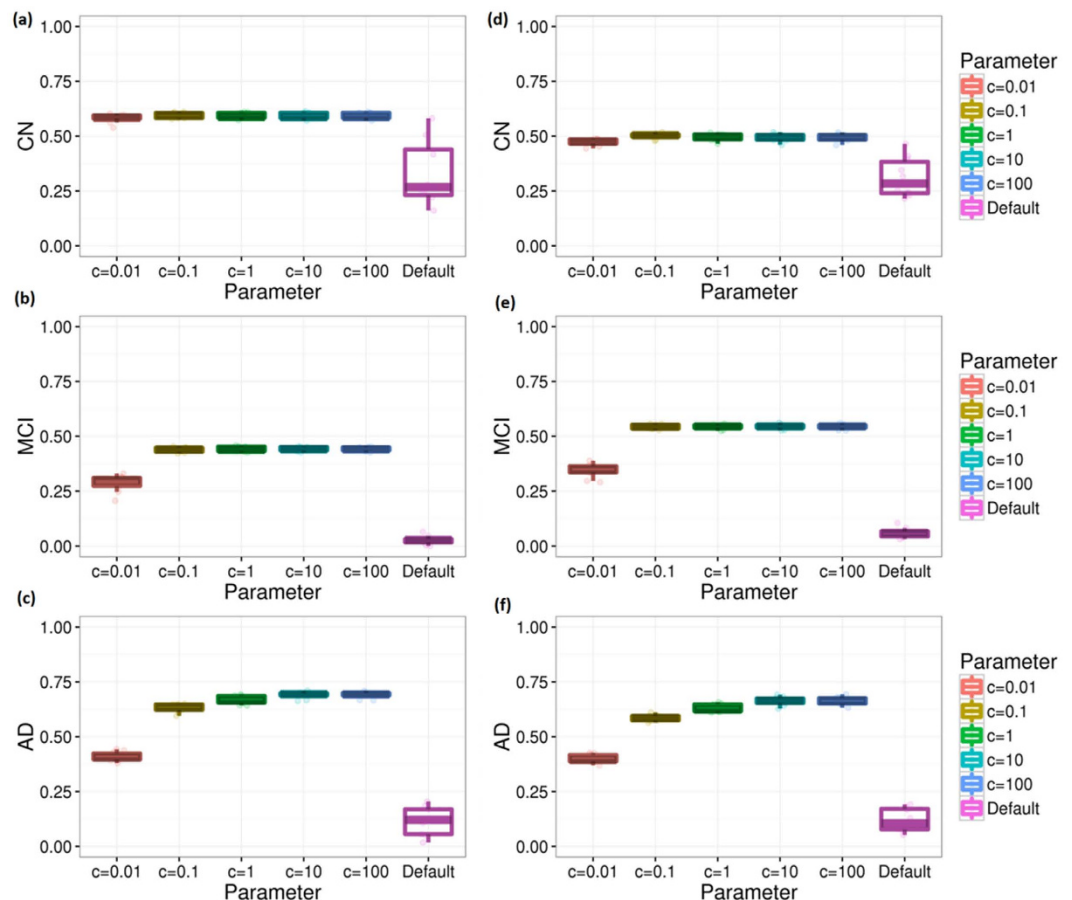 (a)
CN
1.00
0.75
0.50
0.25
0.00
c=0.01 c=0.1 c=1 c=10 c=100 Default
Parameter
(d)
CN
1.00
0.75
0.50
0.25
0.00
c=0.01 c=0.1 c=1 c=10 c=100 Default
Parameter
Parameter
c=0.01
c=0.1
c=1
c=10
c=100
Default
(b)
MCI
1.00
0.75
0.50
0.25
0.00
c=0.01 c=0.1 c=1 c=10 c=100 Default
Parameter
(e)
MCI
1.00
0.75
0.50
0.25
0.00
c=0.01 c=0.1 c=1 c=10 c=100 Default
Parameter
Parameter
c=0.01
c=0.1
c=1
c=10
c=100
Default
(c)
AD
1.00
0.75
0.50
0.25
0.00
c=0.01 c=0.1 c=1 c=10 c=100 Default
Parameter
(f)
AD
1.00
0.75
0.50
0.25
0.00
c=0.01 c=0.1 c=1 c=10 c=100 Default
Parameter
Parameter
c=0.01
c=0.1
c=1
c=10
c=100
Default